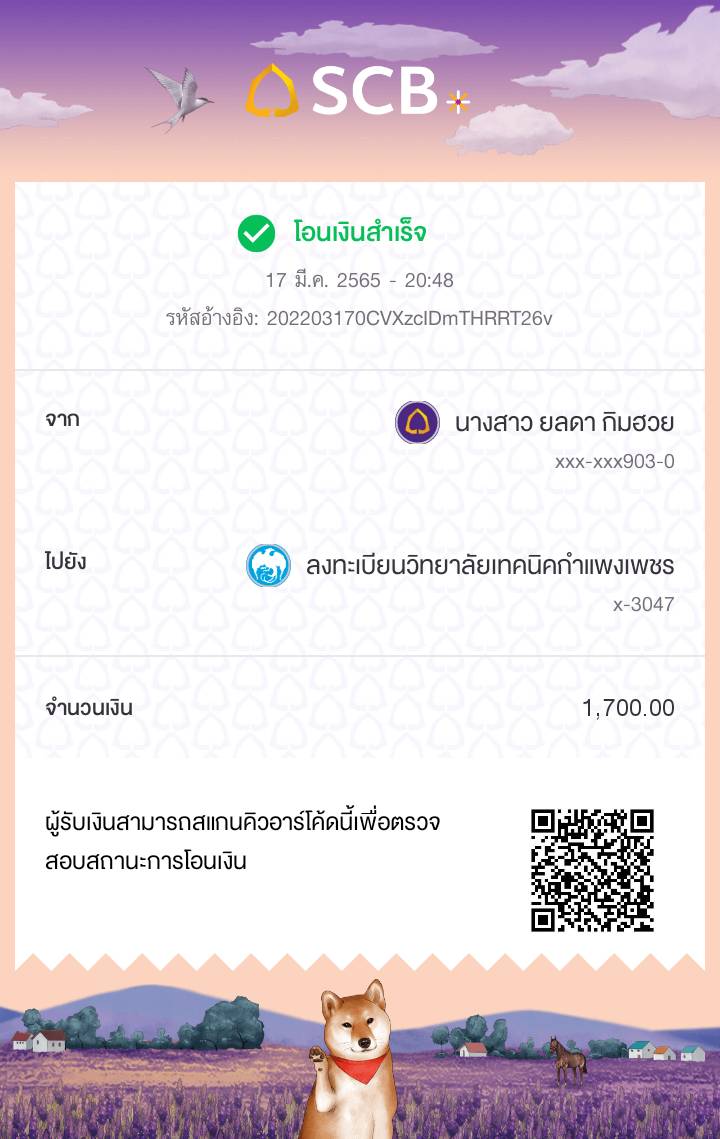 SCB
โอนเงินสำเร็จ
17 มี.ค. 2565 - 20:48
รหัสอ้างอิง: 202203170CVXzclDmTHRRT26v
จาก
นางสาว ยลดา กิมฮวย
xxx-xxx903-0
ไปยัง
ลงทะเบียนวิทยาลัยเทคนิคกำแพงเพชร
x-3047
จำนวนเงิน
1,700.00
ผู้รับเงินสามารถสแกนคิวอาร์โค้ดนี้เพื่อตรวจ
สอบสถานะการโอนเงิน